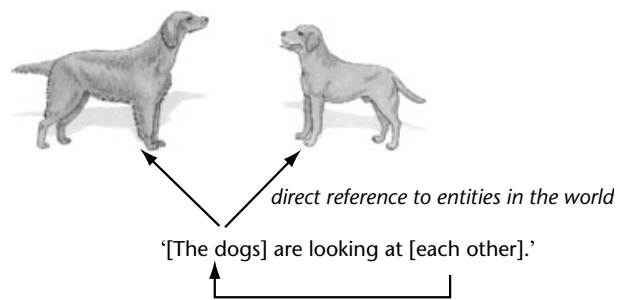 direct reference to entities in the world
‘[The dogs] are looking at [each other].’